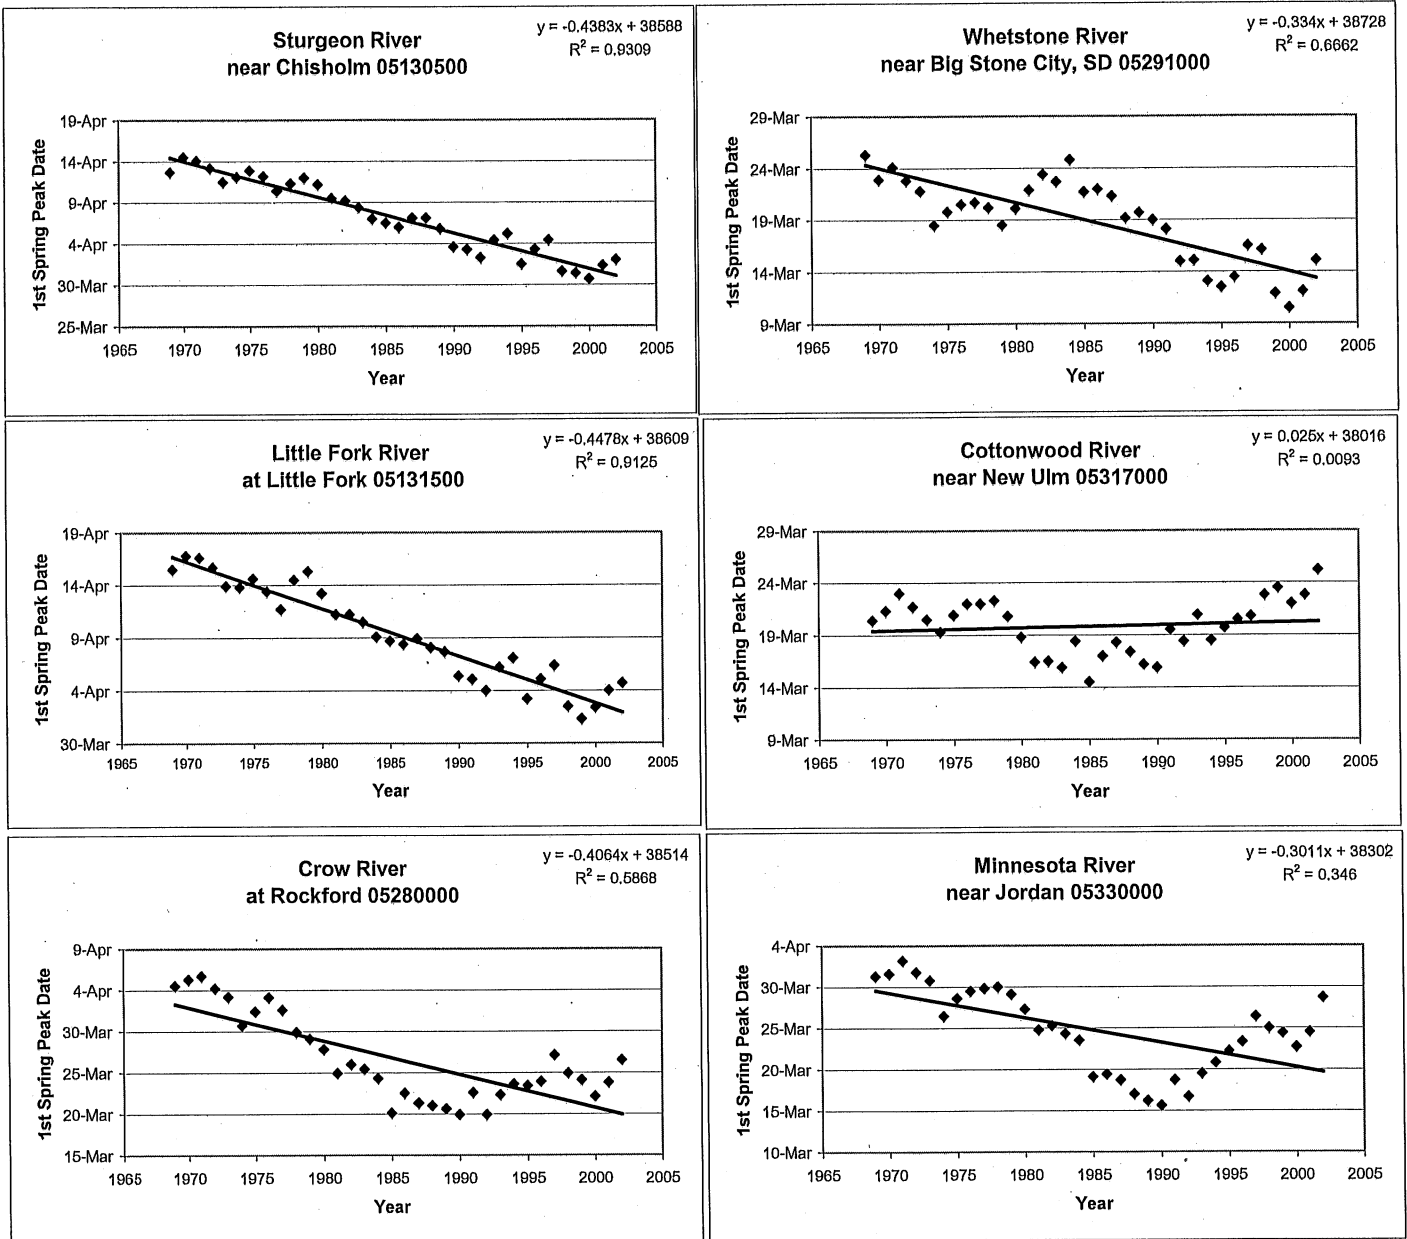 y = -0.4383x + 38588
R² = 0.9309
Sturgeon River
near Chisholm 05130500
1st Spring Peak Date
19-Apr
14-Apr
9-Apr
4-Apr
30-Mar
25-Mar
1965 1970 1975 1980 1985 1990 1995 2000 2005
Year
y = -0.334x + 38728
R² = 0.6662
Whetstone River
near Big Stone City, SD 05291000
1st Spring Peak Date
29-Mar
24-Mar
19-Mar
14-Mar
9-Mar
1965 1970 1975 1980 1985 1990 1995 2000 2005
Year
y = -0.4478x + 38609
R² = 0.9125
Little Fork River
at Little Fork 05131500
1st Spring Peak Date
19-Apr
14-Apr
9-Apr
4-Apr
30-Mar
1965 1970 1975 1980 1985 1990 1995 2000 2005
Year
y = 0.025x + 38016
R² = 0.0093
Cottonwood River
near New Ulm 05317000
1st Spring Peak Date
29-Mar
24-Mar
19-Mar
14-Mar
9-Mar
1965 1970 1975 1980 1985 1990 1995 2000 2005
Year
y = -0.4064x + 38514
R² = 0.5868
Crow River
at Rockford 05280000
1st Spring Peak Date
9-Apr
4-Apr
30-Mar
25-Mar
20-Mar
15-Mar
1965 1970 1975 1980 1985 1990 1995 2000 2005
Year
y = -0.3011x + 38302
R² = 0.346
Minnesota River
near Jordan 05330000
1st Spring Peak Date
4-Apr
30-Mar
25-Mar
20-Mar
15-Mar
10-Mar
1965 1970 1975 1980 1985 1990 1995 2000 2005
Year